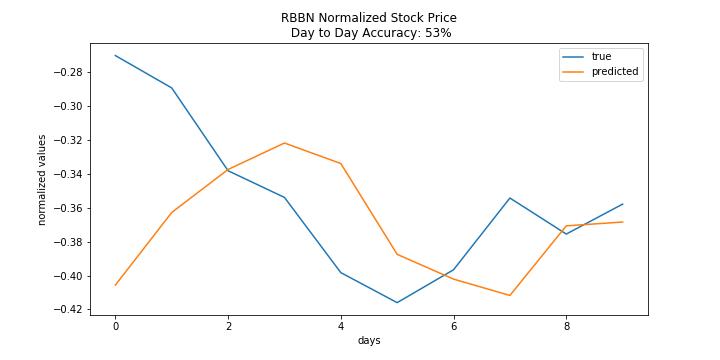 RBBN Normalized Stock Price
Day to Day Accuracy: 53%
true
predicted
normalized values
−0.28
−0.30
−0.32
−0.34
−0.36
−0.38
−0.40
−0.42
0
2
4
6
8
days